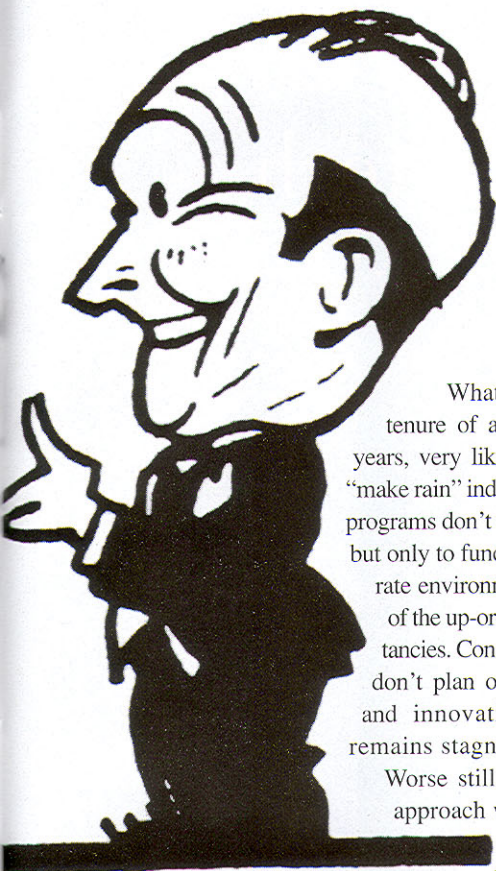 What
tenure of a
years, very lik
“make rain” ind
programs don’t
but only to func
rate environm
of the up-or
tancies. Con
don’t plan o
and innovat
remains stagn
Worse still
approach v